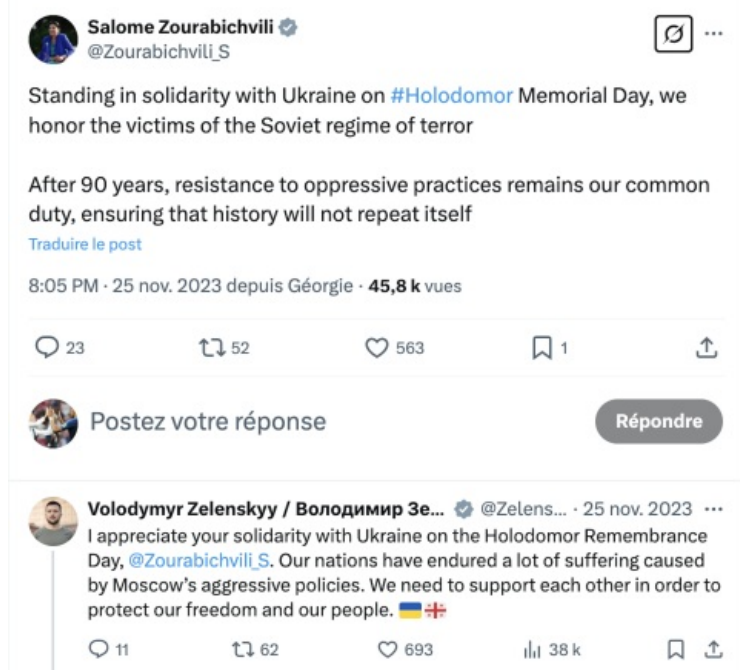 Salome Zourabichvili
@Zourabichvili_S
Standing in solidarity with Ukraine on #Holodomor Memorial Day, we
honor the victims of the Soviet regime of terror
After 90 years, resistance to oppressive practices remains our common
duty, ensuring that history will not repeat itself
Traduire le post
8:05 PM · 25 nov. 2023 depuis Géorgie · 45,8 k vues
23 52 563 1
Postez votre réponse Répondre
Volodymyr Zelenskyy / Володимир Зе... @Zelens... · 25 nov. 2023 ···
I appreciate your solidarity with Ukraine on the Holodomor Remembrance
Day, @Zourabichvili_S. Our nations have endured a lot of suffering caused
by Moscow's aggressive policies. We need to support each other in order to
protect our freedom and our people. 🇺🇦🇬🇪
11 62 693 38 k